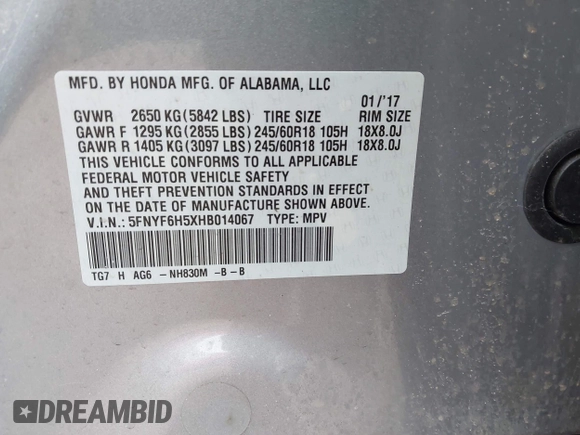 MFD. BY HONDA MFG. OF ALABAMA, LLC
01/'17
GVWR 2650 KG(5842 LBS) TIRE SIZE RIM SIZE
GAWR F 1295 KG(2855 LBS) 245/60R18 105H 18X8.0J
GAWR R 1405 KG(3097 LBS) 245/60R18 105H 18X8.0J
THIS VEHICLE CONFORMS TO ALL APPLICABLE
FEDERAL MOTOR VEHICLE SAFETY
AND THEFT PREVENTION STANDARDS IN EFFECT
ON THE DATE OF MANUFACTURE SHOWN ABOVE.
V.I.N.: 5FNYF6H5XHB014067 TYPE: MPV
TG7 H AG6 - NH830M -B - B
DREAMBID